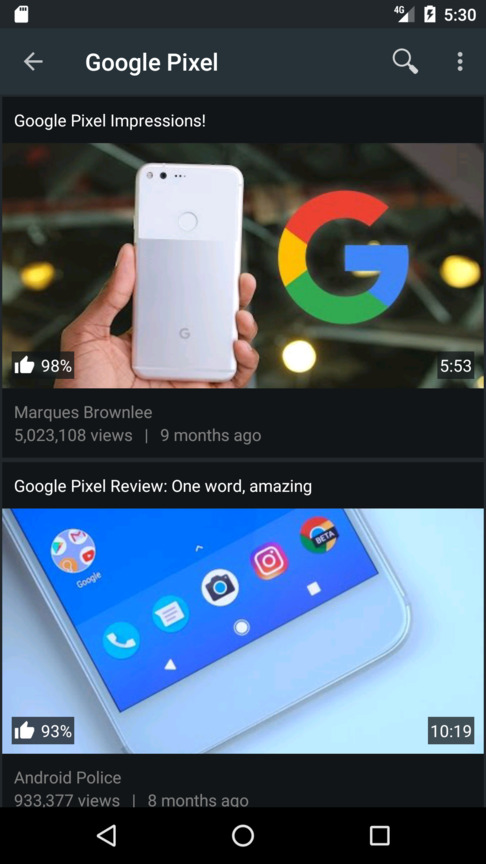 4G 5:30
Google Pixel
Google Pixel Impressions!
G
98% 5:53
Marques Brownlee
5,023,108 views | 9 months ago
Google Pixel Review: One word, amazing
BETA
Google
93% 10:19
Android Police
933,377 views | 8 months ago